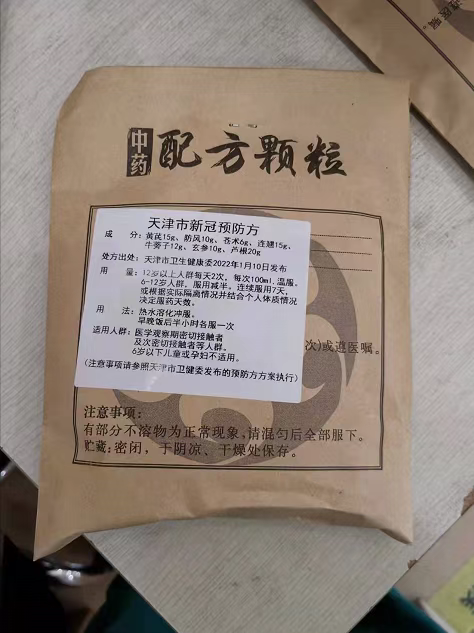 遵医嘱。
中药
配方颗粒
天津市新冠预防方
成 分：黄芪15g、防风10g、苍术6g、连翘15g、
牛蒡子12g、玄参10g、芦根20g
处方出处：天津市卫生健康委2022年1月10日发布
用 量：12岁以上人群每天2次，每次100ml,温服。
6-12岁人群，服用减半。连续服用7天，
或根据实际隔离情况并结合个人体质情况
决定服药天数。
用 法：热水溶化冲服。
早晚饭后半小时各服一次
次)或遵医嘱。
适用人群：医学观察期密切接触者
及次密切接触者等人群。
6岁以下儿童或孕妇不适用。
(注意事项请参照天津市卫健委发布的预防方方案执行)
注意事项:
有部分不溶物为正常现象,请混匀后全部服下。
贮藏:密闭，于阴凉、干燥处保存。